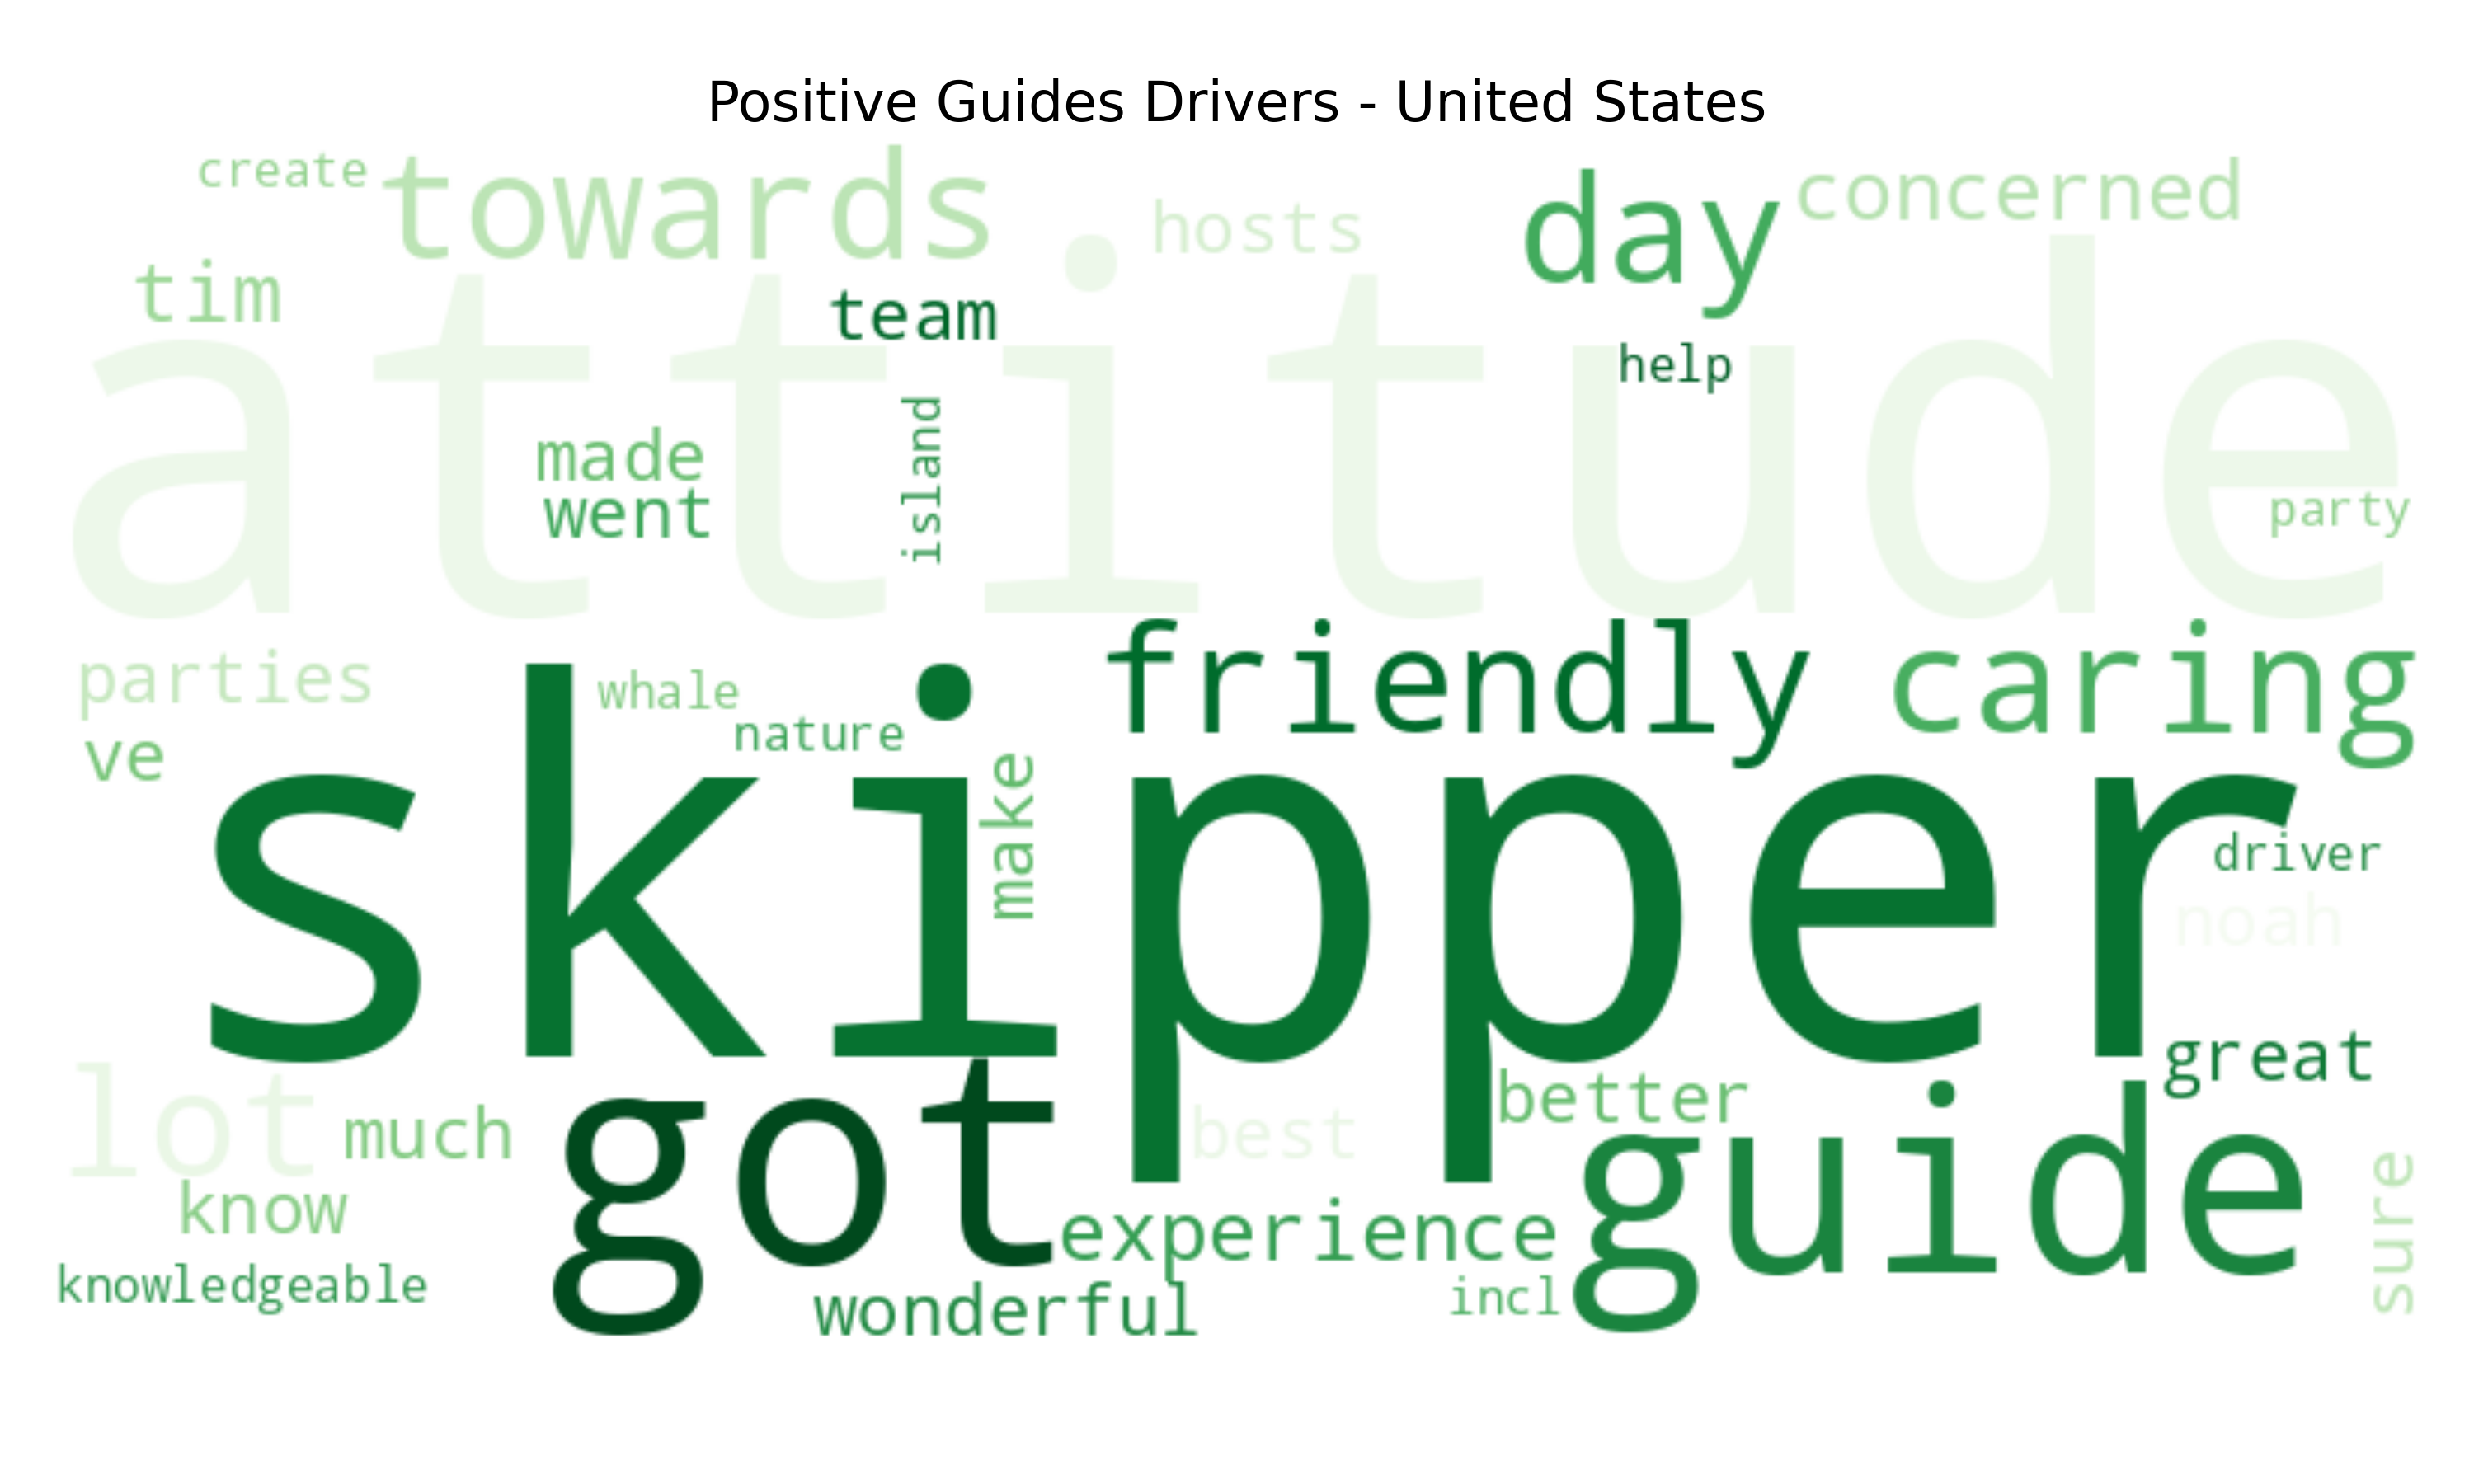 Positive Guides Drivers - United States
create
towards
hosts
day
concerned
tim
team
help
attitude
made
went
island
party
parties
ve
whale
nature
friendly
caring
skipper
make
driver
noah
great
lot
much
got
best
better
guide
know
experience
sure
knowledgeable
wonderful
incl